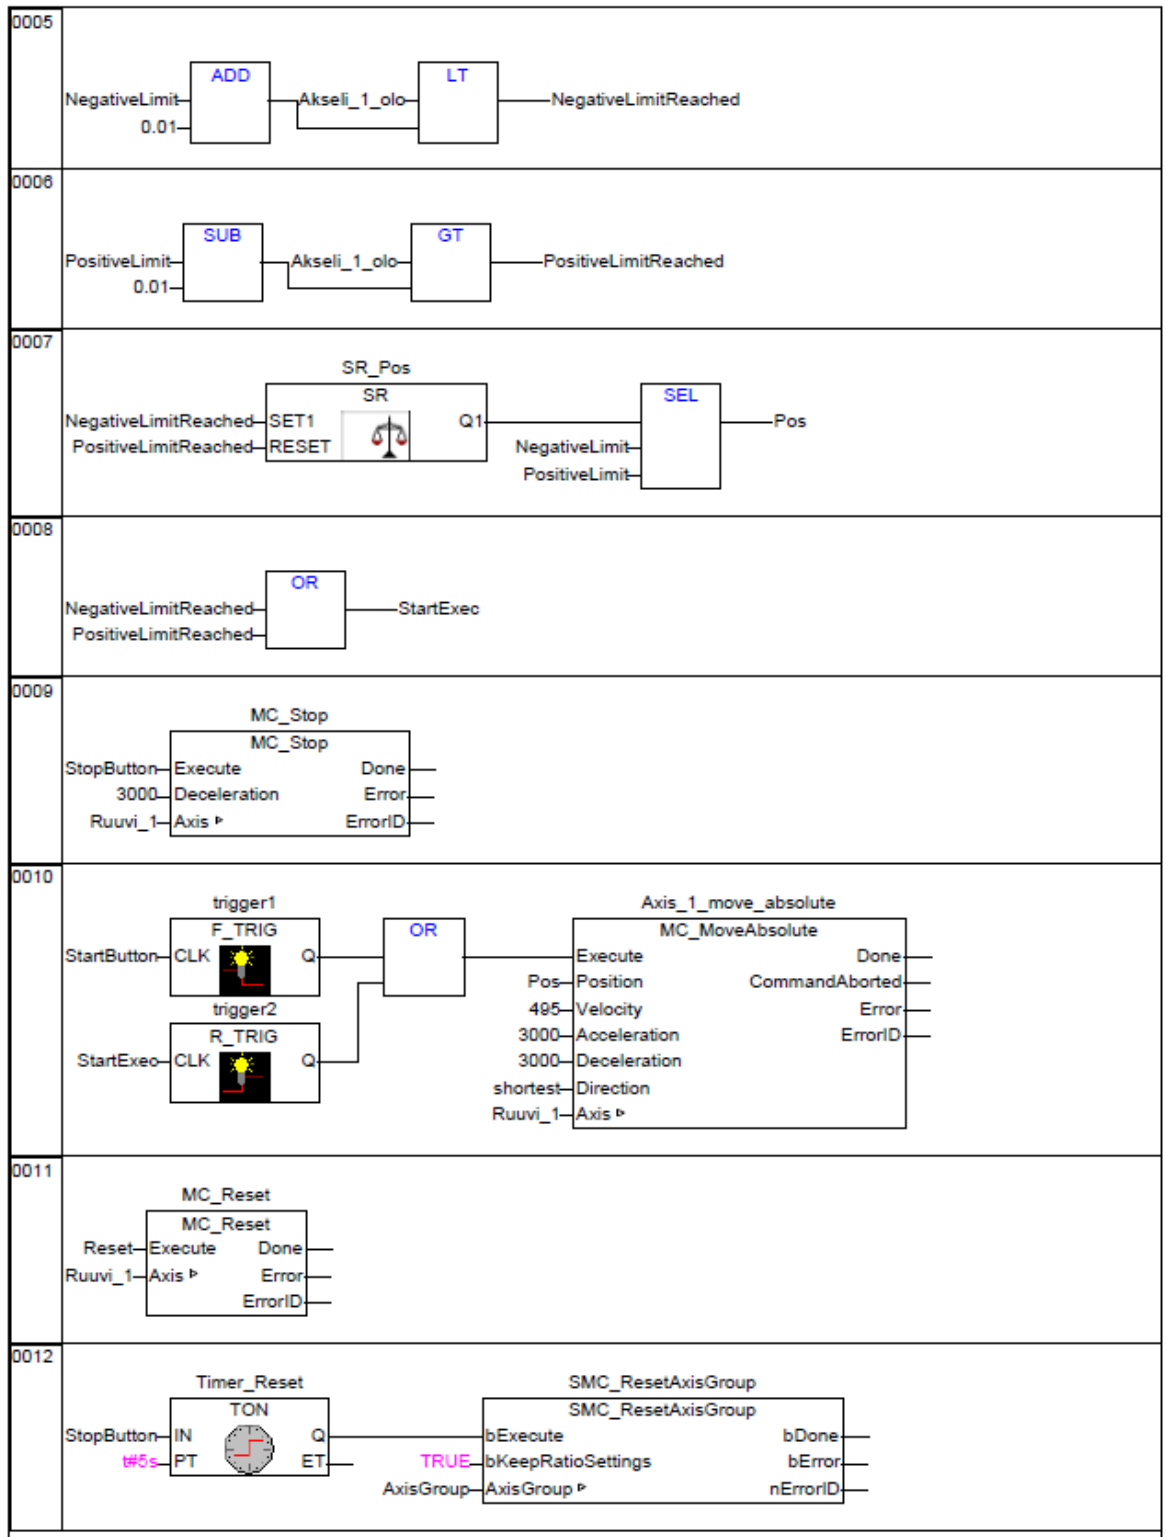 0005
ADD
LT
NegativeLimit
Akseli_1_olo
NegativeLimitReached
0.01
0006
SUB
GT
PositiveLimit
Akseli_1_olo
PositiveLimitReached
0.01
0007
SR_Pos
SR
SEL
NegativeLimitReached SET1 Q1
Pos
PositiveLimitReached RESET
NegativeLimit
PositiveLimit
0008
OR
NegativeLimitReached
StartExec
PositiveLimitReached
0009
MC_Stop
MC_Stop
StopButton Execute Done
3000 Deceleration Error
Ruuvi_1 Axis ErrorID
0010
trigger1
Axis_1_move_absolute
F_TRIG
OR
MC_MoveAbsolute
StartButton CLK Q
Execute Done
Pos Position CommandAborted
trigger2
495 Velocity Error
R_TRIG
3000 Acceleration ErrorID
StartExeo CLK Q
3000 Deceleration
shortest Direction
Ruuvi_1 Axis
0011
MC_Reset
MC_Reset
Reset Execute Done
Ruuvi_1 Axis Error
ErrorID
0012
Timer_Reset
SMC_ResetAxisGroup
TON
SMC_ResetAxisGroup
StopButton IN Q
bExecute bDone
t#5s PT ET
TRUE bKeepRatioSettings bError
AxisGroup AxisGroup nErrorID